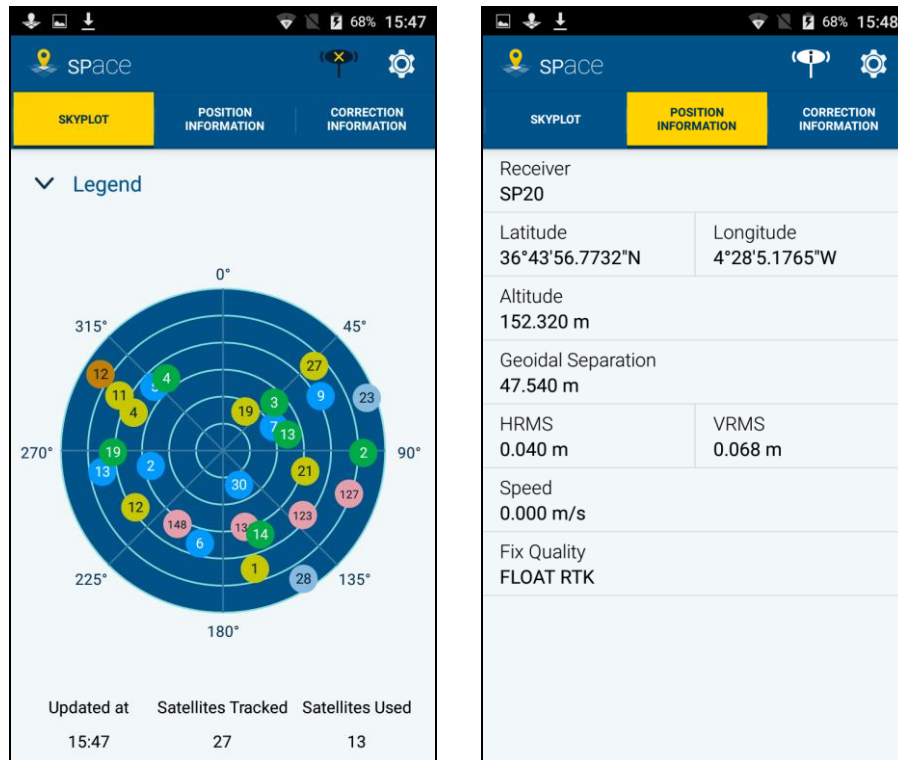 68% 15:47
SPace
SKYPLOT
POSITION
INFORMATION
CORRECTION
INFORMATION
Legend
0°
315°
45°
12
27
4
11
9
23
4
3
19
7
13
270°
19
2
90°
13
2
21
30
127
12
123
148
14
6
1
28
225°
135°
180°
Updated at
Satellites Tracked
Satellites Used
15:47
27
13
68% 15:48
SPace
SKYPLOT
POSITION
INFORMATION
CORRECTION
INFORMATION
Receiver
SP20
Latitude
Longitude
36°43'56.7732"N
4°28'5.1765"W
Altitude
152.320 m
Geoidal Separation
47.540 m
HRMS
VRMS
0.040 m
0.068 m
Speed
0.000 m/s
Fix Quality
FLOAT RTK